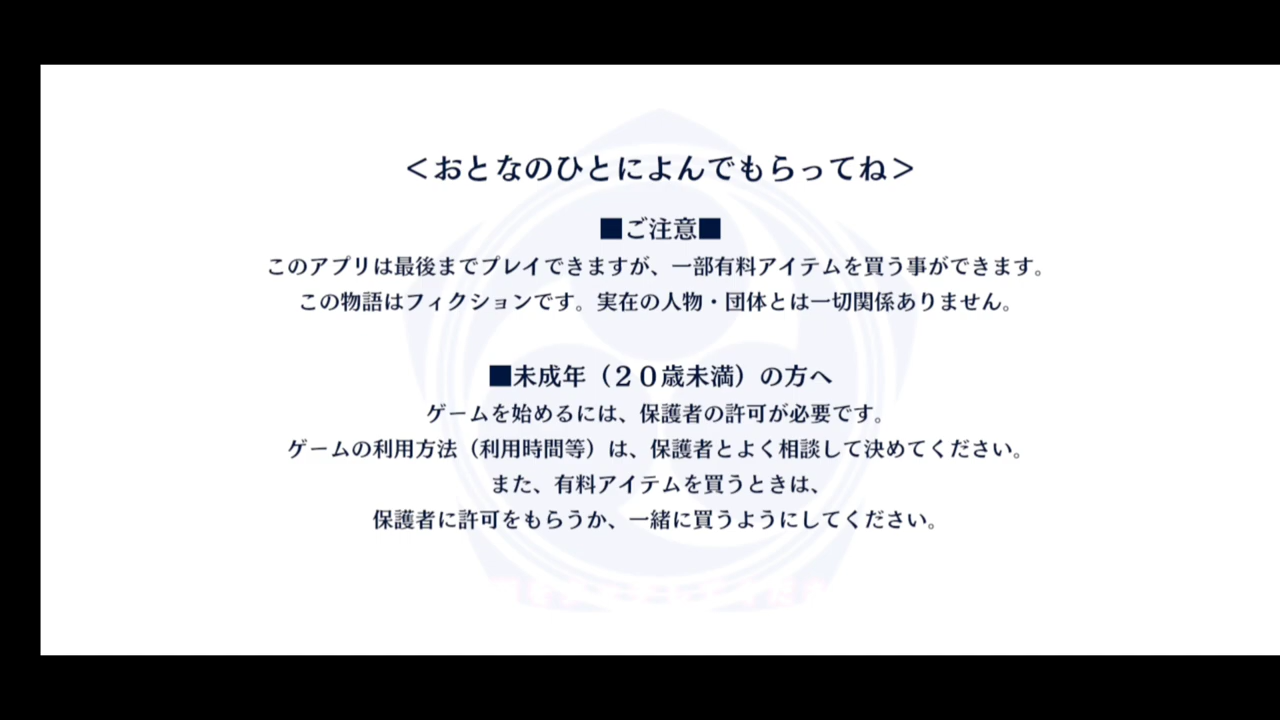 ＜おとなのひとによんでもらってね＞
■ご注意■
このアプリは最後までプレイできますが、一部有料アイテムを買う事ができます。
この物語はフィクションです。実在の人物・団体とは一切関係ありません。
■未成年（２０歳未満）の方へ
ゲームを始めるには、保護者の許可が必要です。
ゲームの利用方法（利用時間等）は、保護者とよく相談して決めてください。
また、有料アイテムを買うときは、
保護者に許可をもらうか、一緒に買うようにしてください。